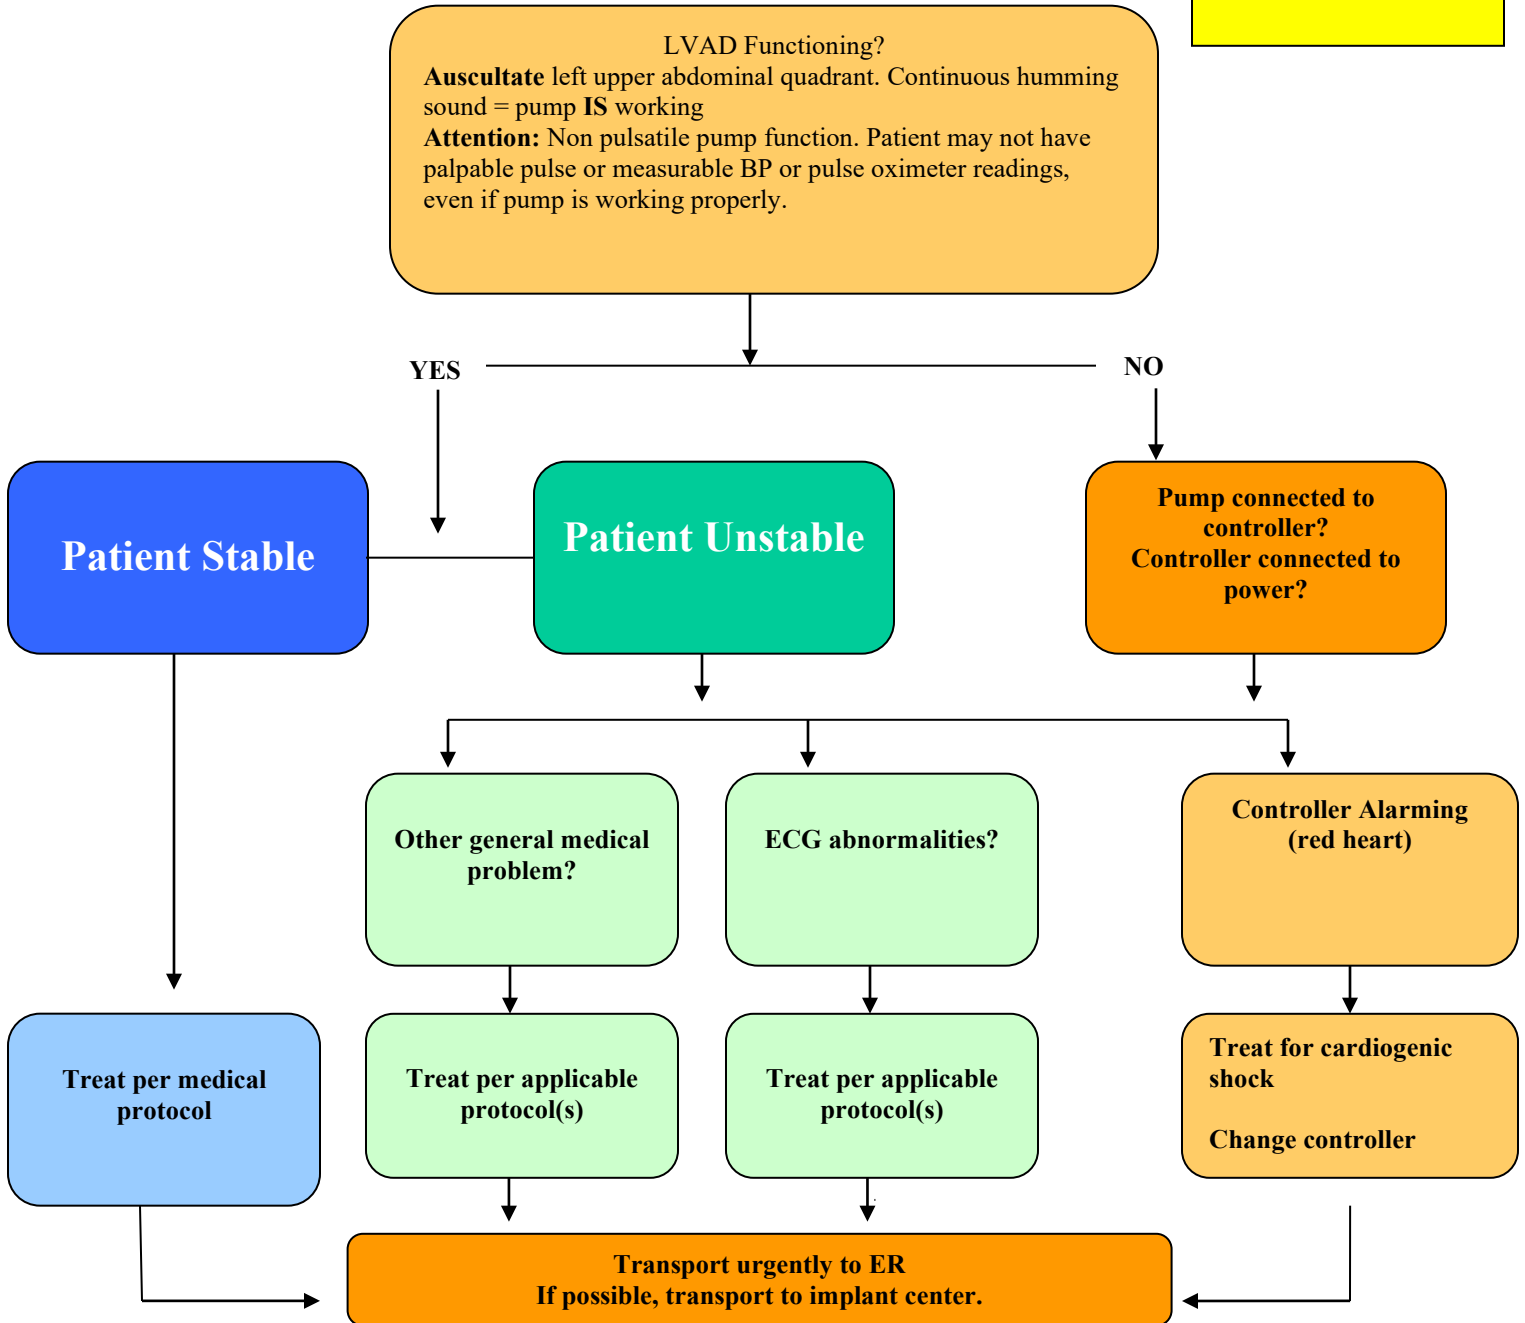 LVAD Functioning?
Auscultate left upper abdominal quadrant. Continuous humming
sound = pump IS working
Attention: Non pulsatile pump function. Patient may not have
palpable pulse or measurable BP or pulse oximeter readings,
even if pump is working properly.
YES
NO
Patient Stable
Patient Unstable
Pump connected to
controller?
Controller connected to
power?
Other general medical
problem?
ECG abnormalities?
Controller Alarming
(red heart)
Treat per medical
protocol
Treat per applicable
protocol(s)
Treat per applicable
protocol(s)
Treat for cardiogenic
shock
Change controller
Transport urgently to ER
If possible, transport to implant center.